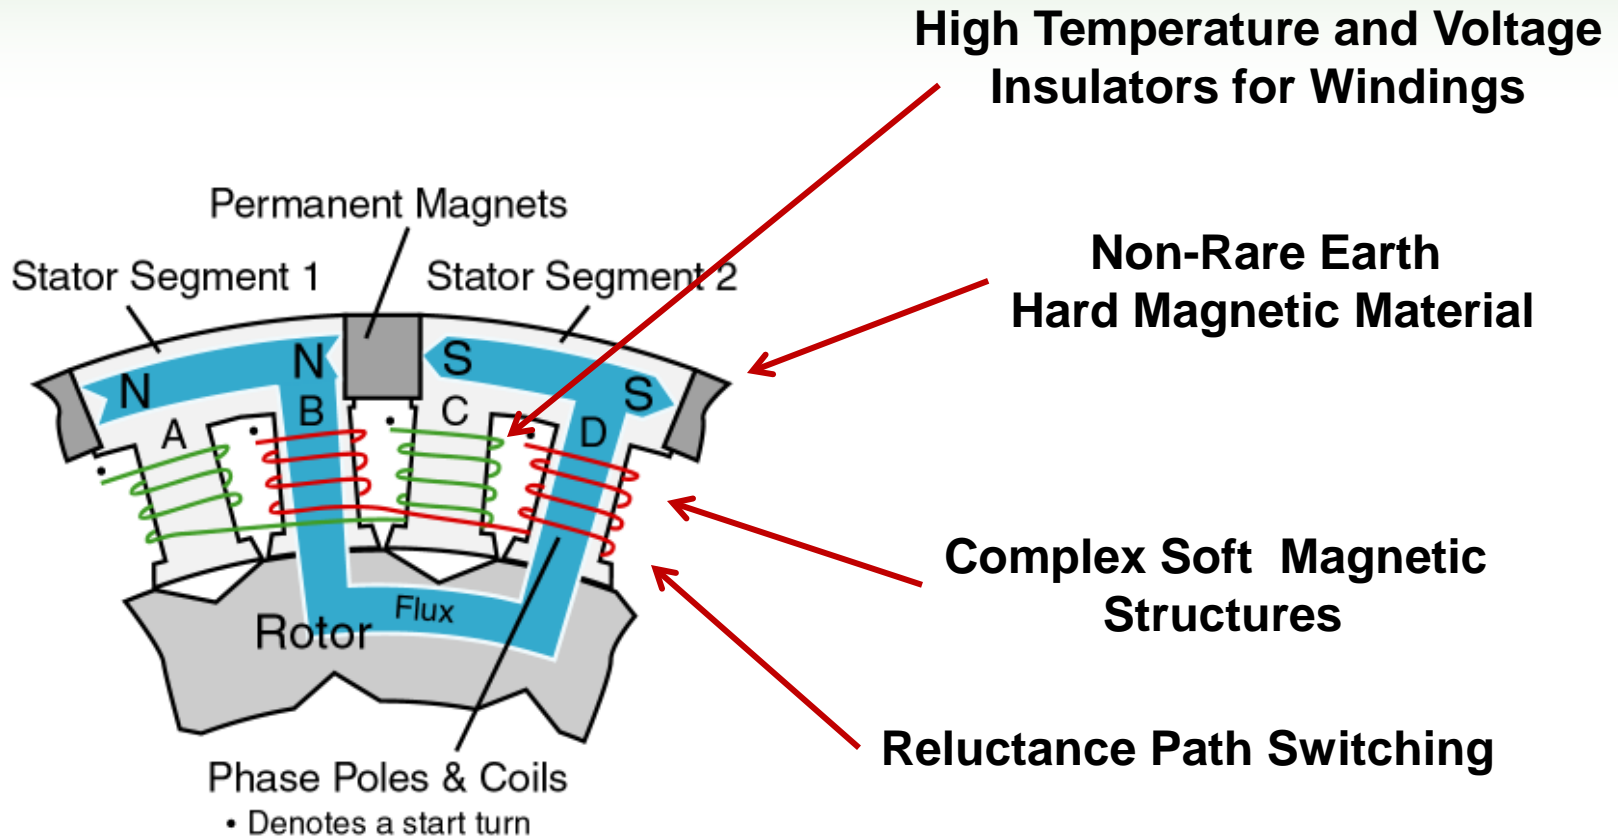 High Temperature and Voltage
Insulators for Windings
Permanent Magnets
Stator Segment 1
Stator Segment 2
Non-Rare Earth
Hard Magnetic Material
N
N
S
S
A
B
C
D
Flux
Rotor
Complex Soft  Magnetic
Structures
Reluctance Path Switching
Phase Poles & Coils
• Denotes a start turn